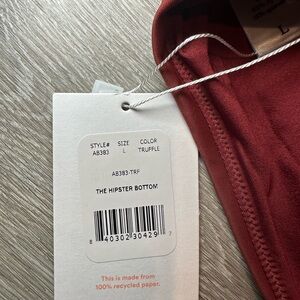 STYLE# SIZE COLOR
AB383 L TRUFFLE
AB383-TRF
THE HIPSTER BOTTOM
8 40302 30429 7
This is made from
100% recycled paper.
L